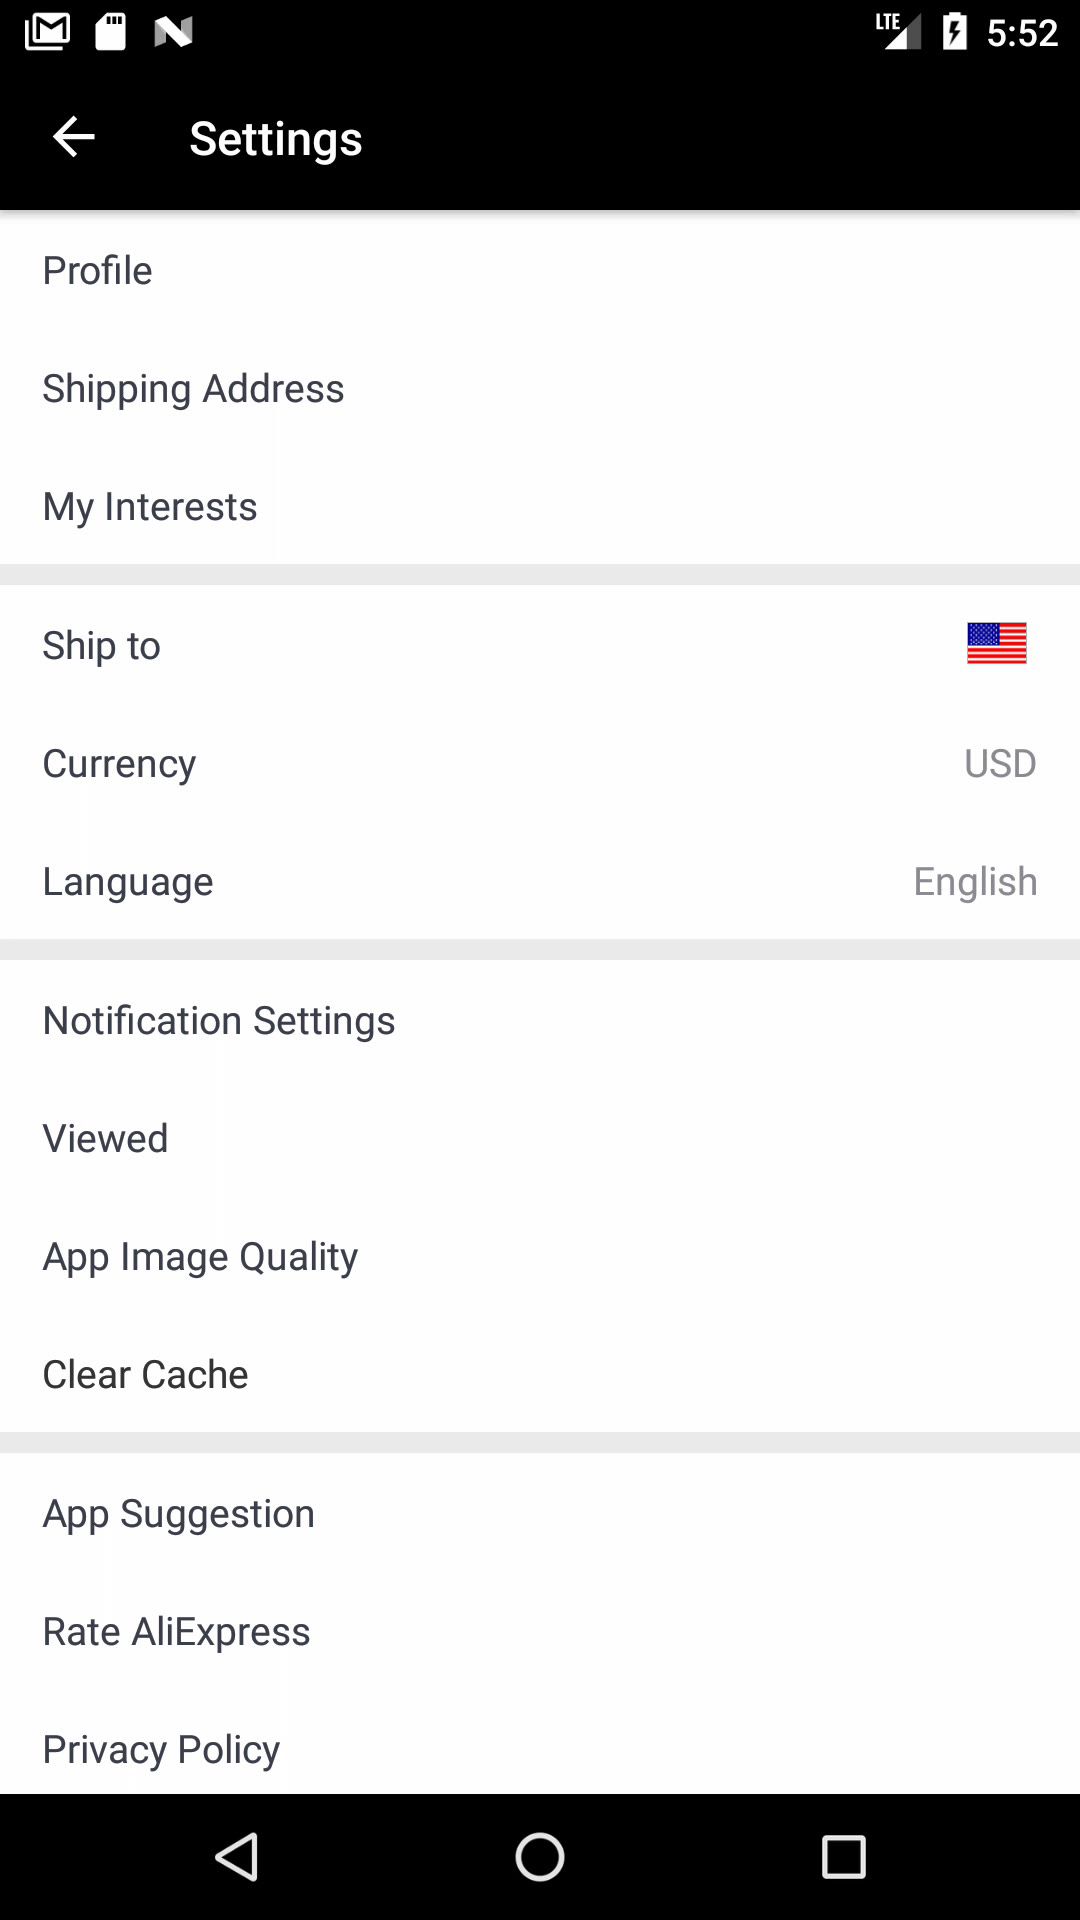 LTE 5:52
Settings
Profile
Shipping Address
My Interests
Ship to
Currency USD
Language English
Notification Settings
Viewed
App Image Quality
Clear Cache
App Suggestion
Rate AliExpress
Privacy Policy